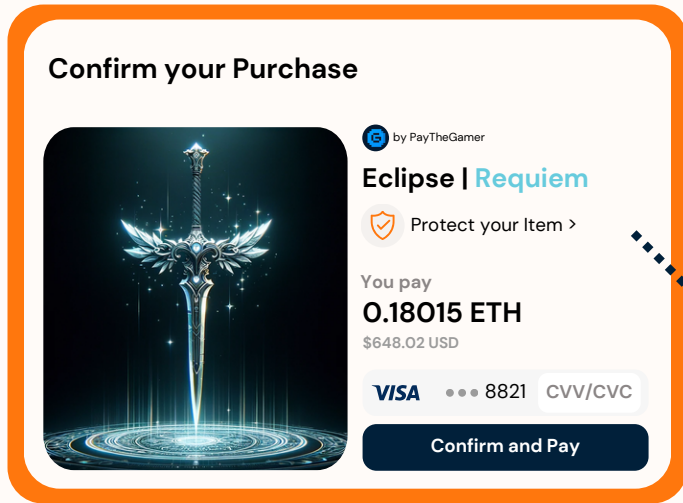 Confirm your Purchase
by PayTheGamer
Eclipse | Requiem
Protect your Item >
You pay
0.18015 ETH
$648.02 USD
VISA ●●● 8821 CVV/CVC
Confirm and Pay